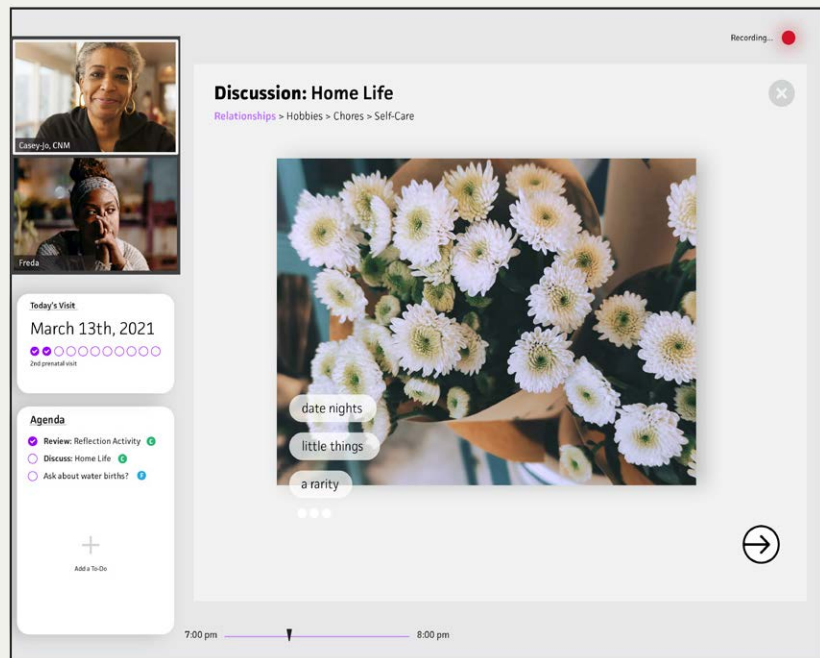 Recording...
Casey-Jo, CNM
Freda
Discussion: Home Life
Relationships > Hobbies > Chores > Self-Care
date nights
little things
a rarity
Today's Visit
March 13th, 2021
2nd prenatal visit
Agenda
Review: Reflection Activity C
Discuss: Home Life C
Ask about water births? F
Add a To-Do
7:00 pm
8:00 pm